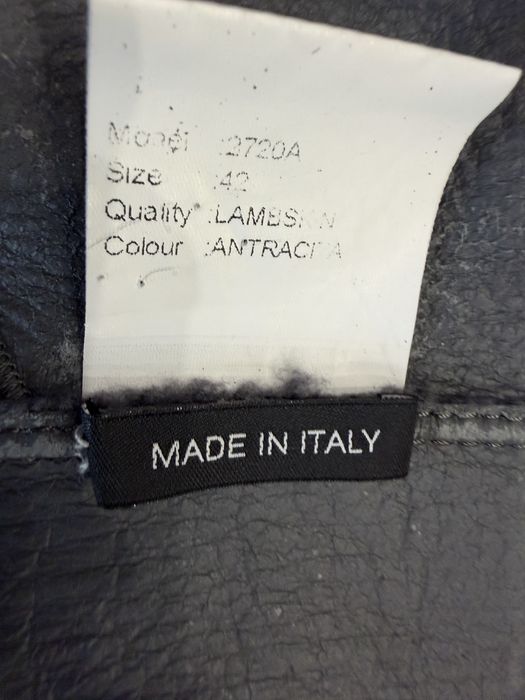 Model :2720A
Size :42
Quality :LAMBSKIN
Colour :ANTRACITA
MADE IN ITALY